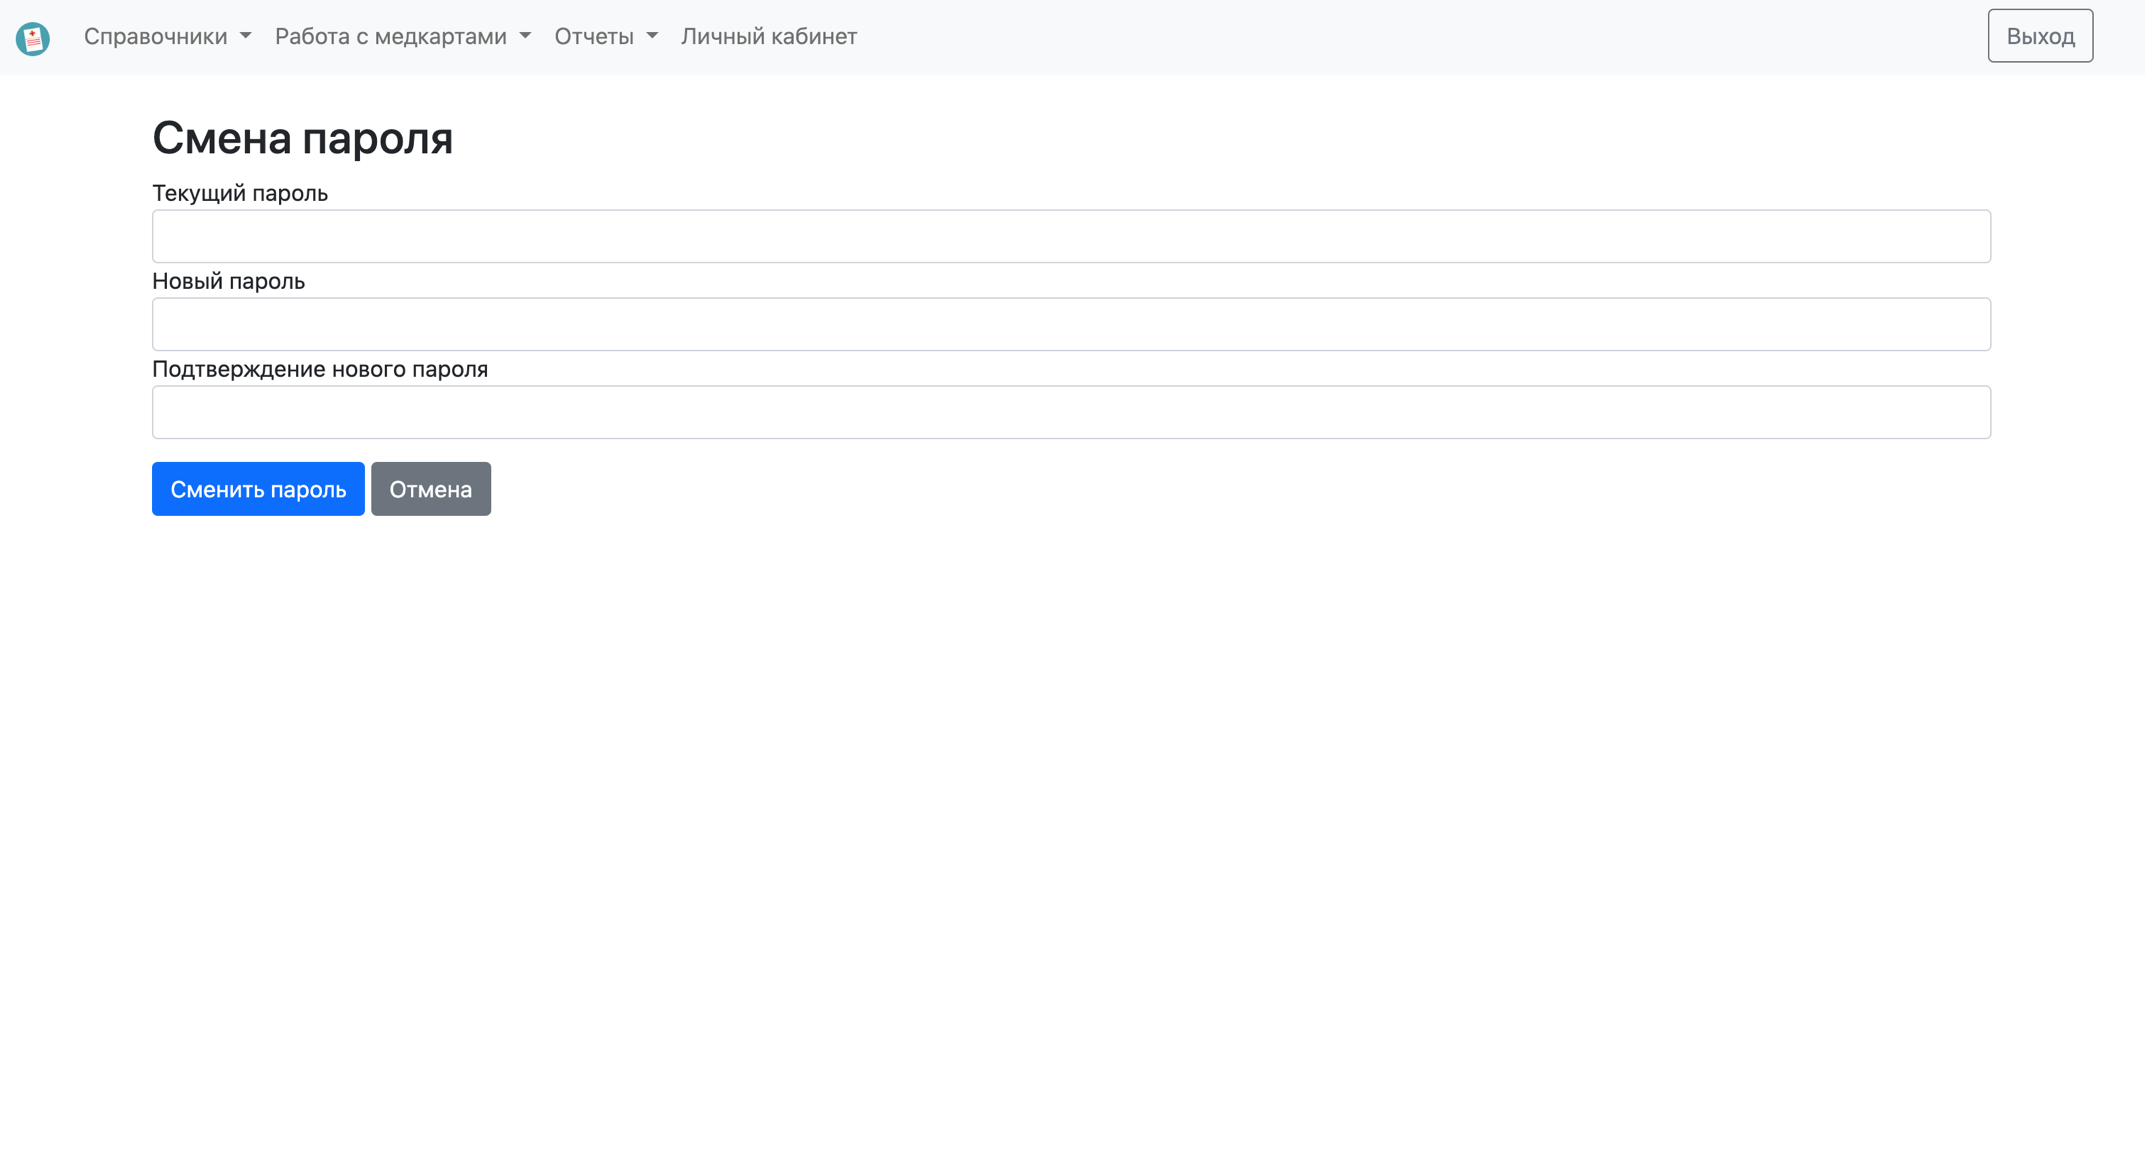 Справочники Работа с медкартами Отчеты Личный кабинет Выход
Смена пароля
Текущий пароль
Новый пароль
Подтверждение нового пароля
Сменить пароль Отмена